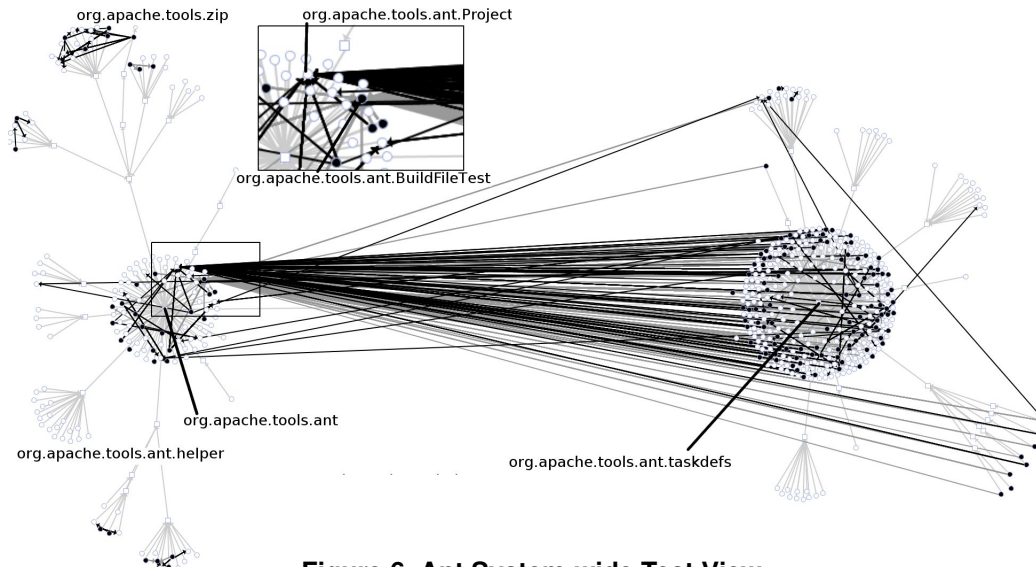 org.apache.tools.zip
org.apache.tools.ant.Project
org.apache.tools.ant.BuildFileTest
org.apache.tools.ant
org.apache.tools.ant.helper
org.apache.tools.ant.taskdefs
Figure 6. Ant System-wide Test View